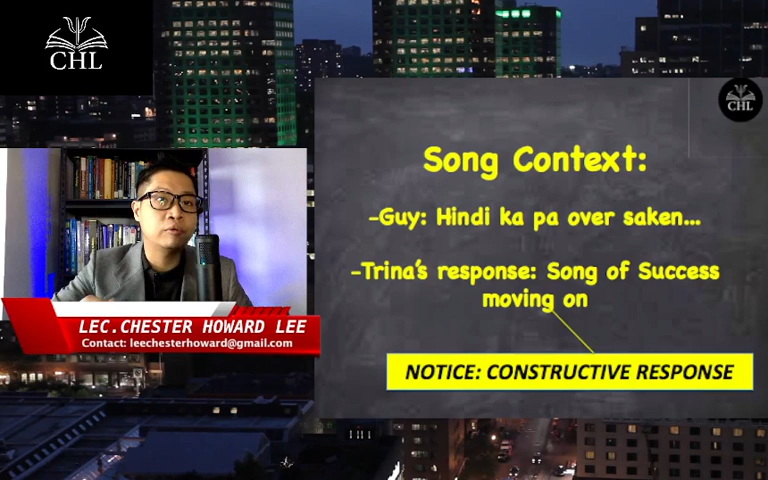 CHL
CHL
Song Context:
-Guy: Hindi ka pa over saken...
-Trina's response: Song of Success
moving on
NOTICE: CONSTRUCTIVE RESPONSE
LEC.CHESTER HOWARD LEE
Contact: leechesterhoward@gmail.com